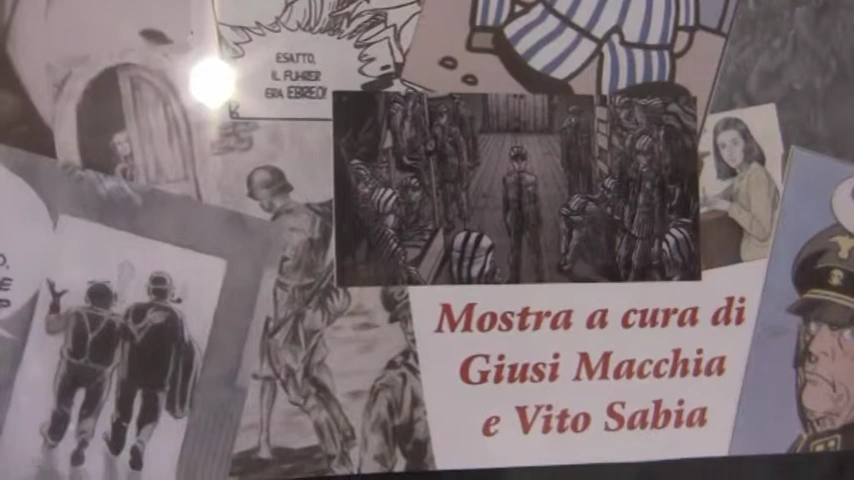 ESATTO,
IL FUHRER
ERA EBREO!
Mostra a cura di
Giusi Macchia
e Vito Sabia